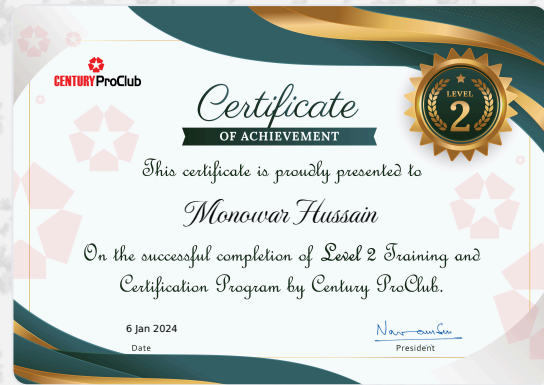 CENTURY ProClub
Certificate
OF ACHIEVEMENT
LEVEL
2
This certificate is proudly presented to
Monowar Hussain
On the successful completion of Level 2 Training and
Certification Program by Century ProClub.
6 Jan 2024
Date
President